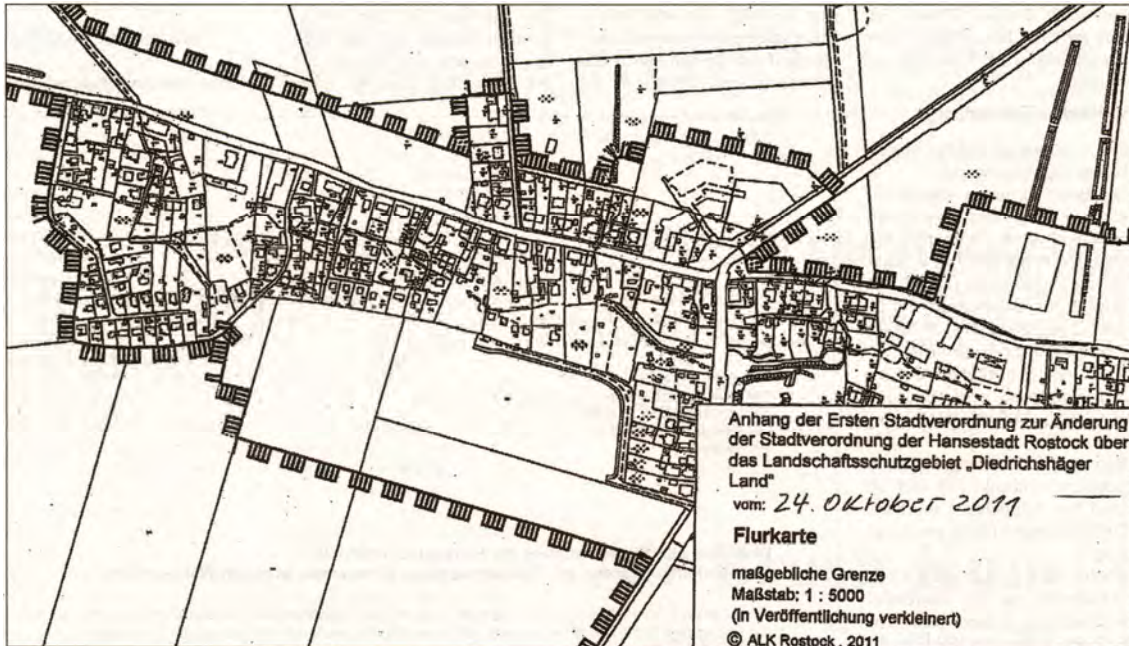 Anhang der Ersten Stadtverordnung zur Änderung
der Stadtverordnung der Hansestadt Rostock über
das Landschaftsschutzgebiet „Diedrichshäger
Land"
vom: 24. Oktober 2011
Flurkarte
maßgebliche Grenze
Maßstab: 1 : 5000
(in Veröffentlichung verkleinert)
© ALK Rostock , 2011